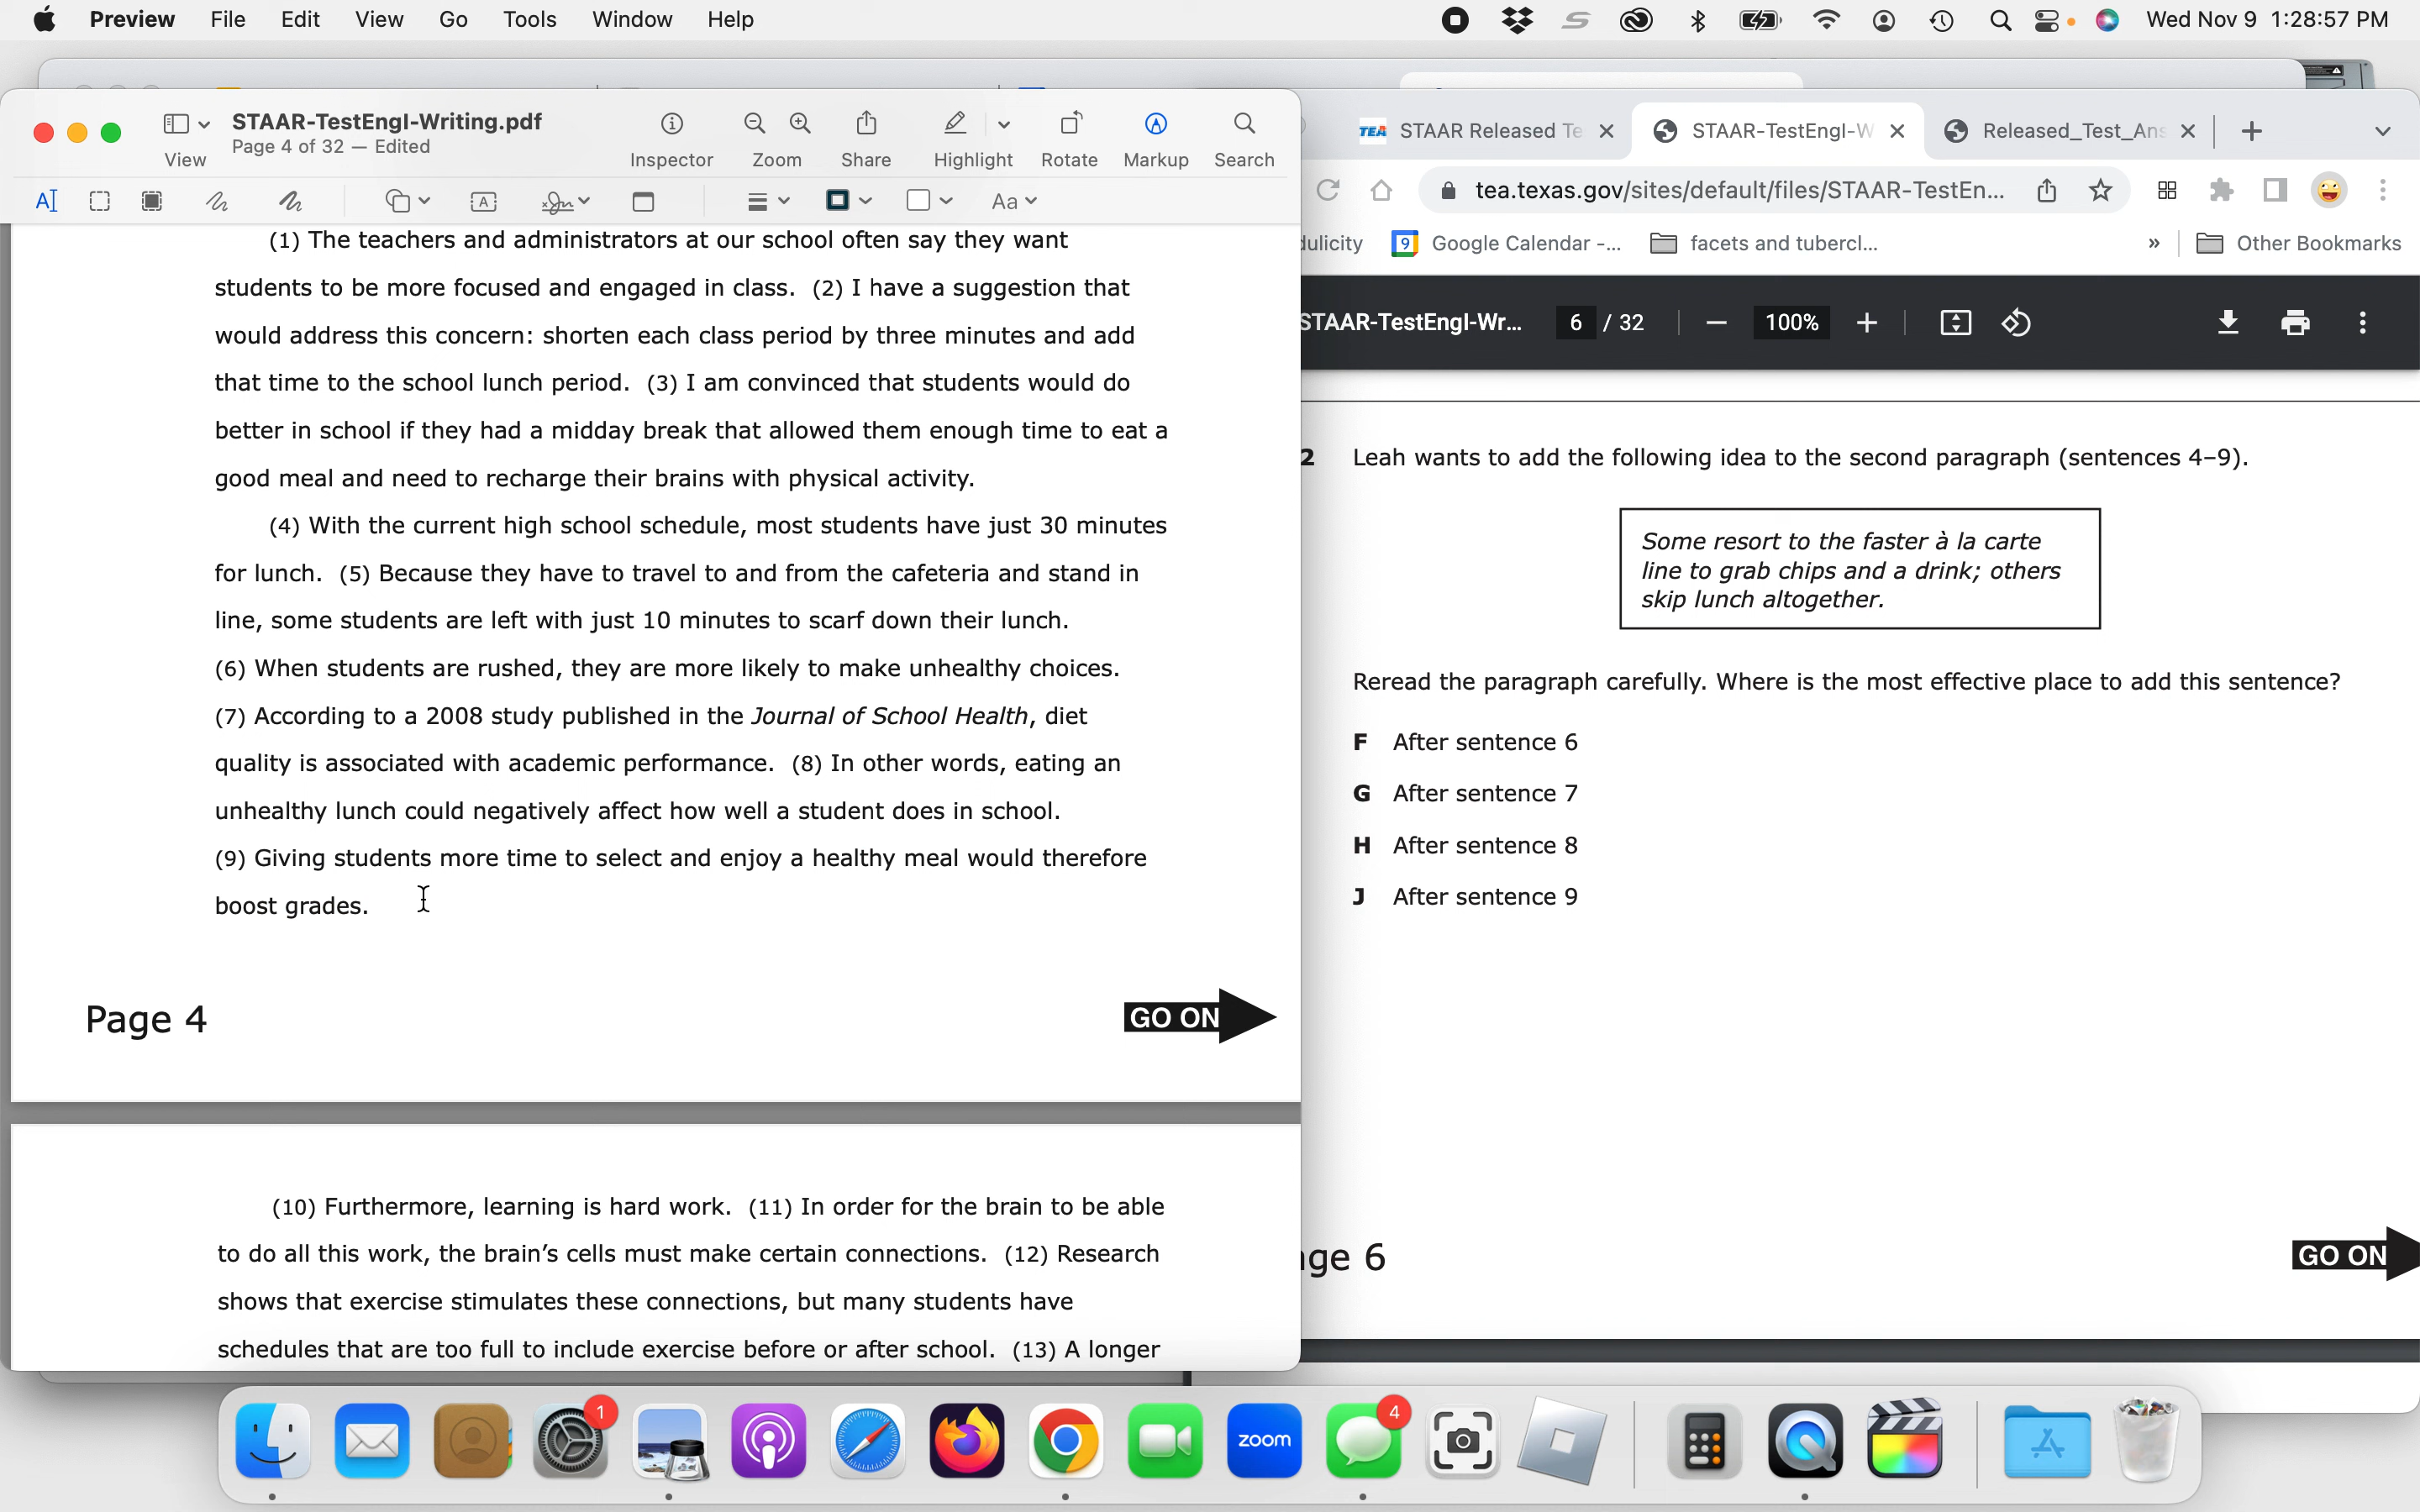 Preview File Edit View Go Tools Window Help Wed Nov 9 1:28:57 PM
STAAR-TestEngl-Writing.pdf
Page 4 of 32 — Edited
View Inspector Zoom Share Highlight Rotate Markup Search
(1) The teachers and administrators at our school often say they want
students to be more focused and engaged in class. (2) I have a suggestion that
would address this concern: shorten each class period by three minutes and add
that time to the school lunch period. (3) I am convinced that students would do
better in school if they had a midday break that allowed them enough time to eat a
good meal and need to recharge their brains with physical activity.
(4) With the current high school schedule, most students have just 30 minutes
for lunch. (5) Because they have to travel to and from the cafeteria and stand in
line, some students are left with just 10 minutes to scarf down their lunch.
(6) When students are rushed, they are more likely to make unhealthy choices.
(7) According to a 2008 study published in the Journal of School Health, diet
quality is associated with academic performance. (8) In other words, eating an
unhealthy lunch could negatively affect how well a student does in school.
(9) Giving students more time to select and enjoy a healthy meal would therefore
boost grades.
Page 4
GO ON
(10) Furthermore, learning is hard work. (11) In order for the brain to be able
to do all this work, the brain's cells must make certain connections. (12) Research
shows that exercise stimulates these connections, but many students have
schedules that are too full to include exercise before or after school. (13) A longer
TEA STAAR Released Te STAAR-TestEngl-W Released_Test_Ans
tea.texas.gov/sites/default/files/STAAR-TestEn...
dulicity 9 Google Calendar -... facets and tubercl... » Other Bookmarks
STAAR-TestEngl-Wr... 6 / 32 100%
2 Leah wants to add the following idea to the second paragraph (sentences 4–9).
Some resort to the faster à la carte
line to grab chips and a drink; others
skip lunch altogether.
Reread the paragraph carefully. Where is the most effective place to add this sentence?
F After sentence 6
G After sentence 7
H After sentence 8
J After sentence 9
age 6
GO ON
1
zoom
4